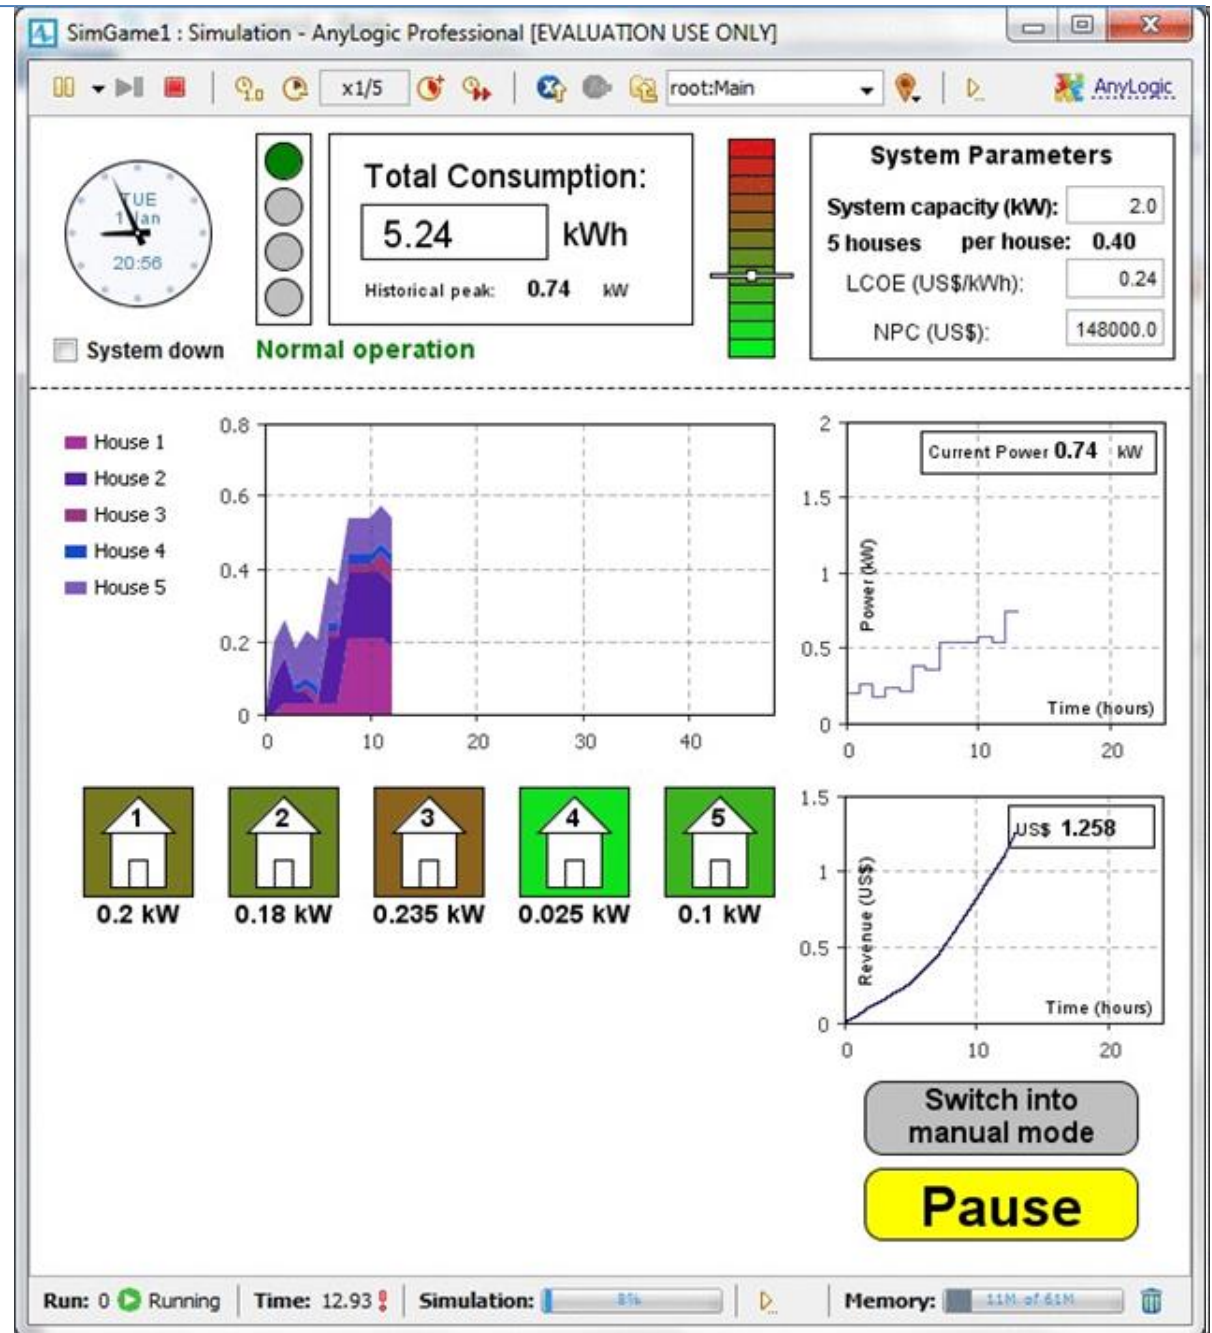 SimGame1 : Simulation - AnyLogic Professional [EVALUATION USE ONLY]
x1/5 root:Main AnyLogic
TUE
20:56
System down
Normal operation
Total Consumption:
5.24 kWh
Historical peak: 0.74 kW
System Parameters
System capacity (kW): 2.0
5 houses per house: 0.40
LCOE (US$/kWh): 0.24
NPC (US$): 148000.0
House 1
House 2
House 3
House 4
House 5
0.8
0.6
0.4
0.2
0
0 10 20 30 40
2
1.5
1
0.5
0
Current Power 0.74 kW
Power (kW)
Time (hours)
0 10 20
1 2 3 4 5
0.2 kW 0.18 kW 0.235 kW 0.025 kW 0.1 kW
1.5
1
0.5
0
US$ 1.258
Revenue (US$)
Time (hours)
0 10 20
Switch into
manual mode
Pause
Run: 0 Running Time: 12.93 Simulation: 8% Memory: 11M of 61M